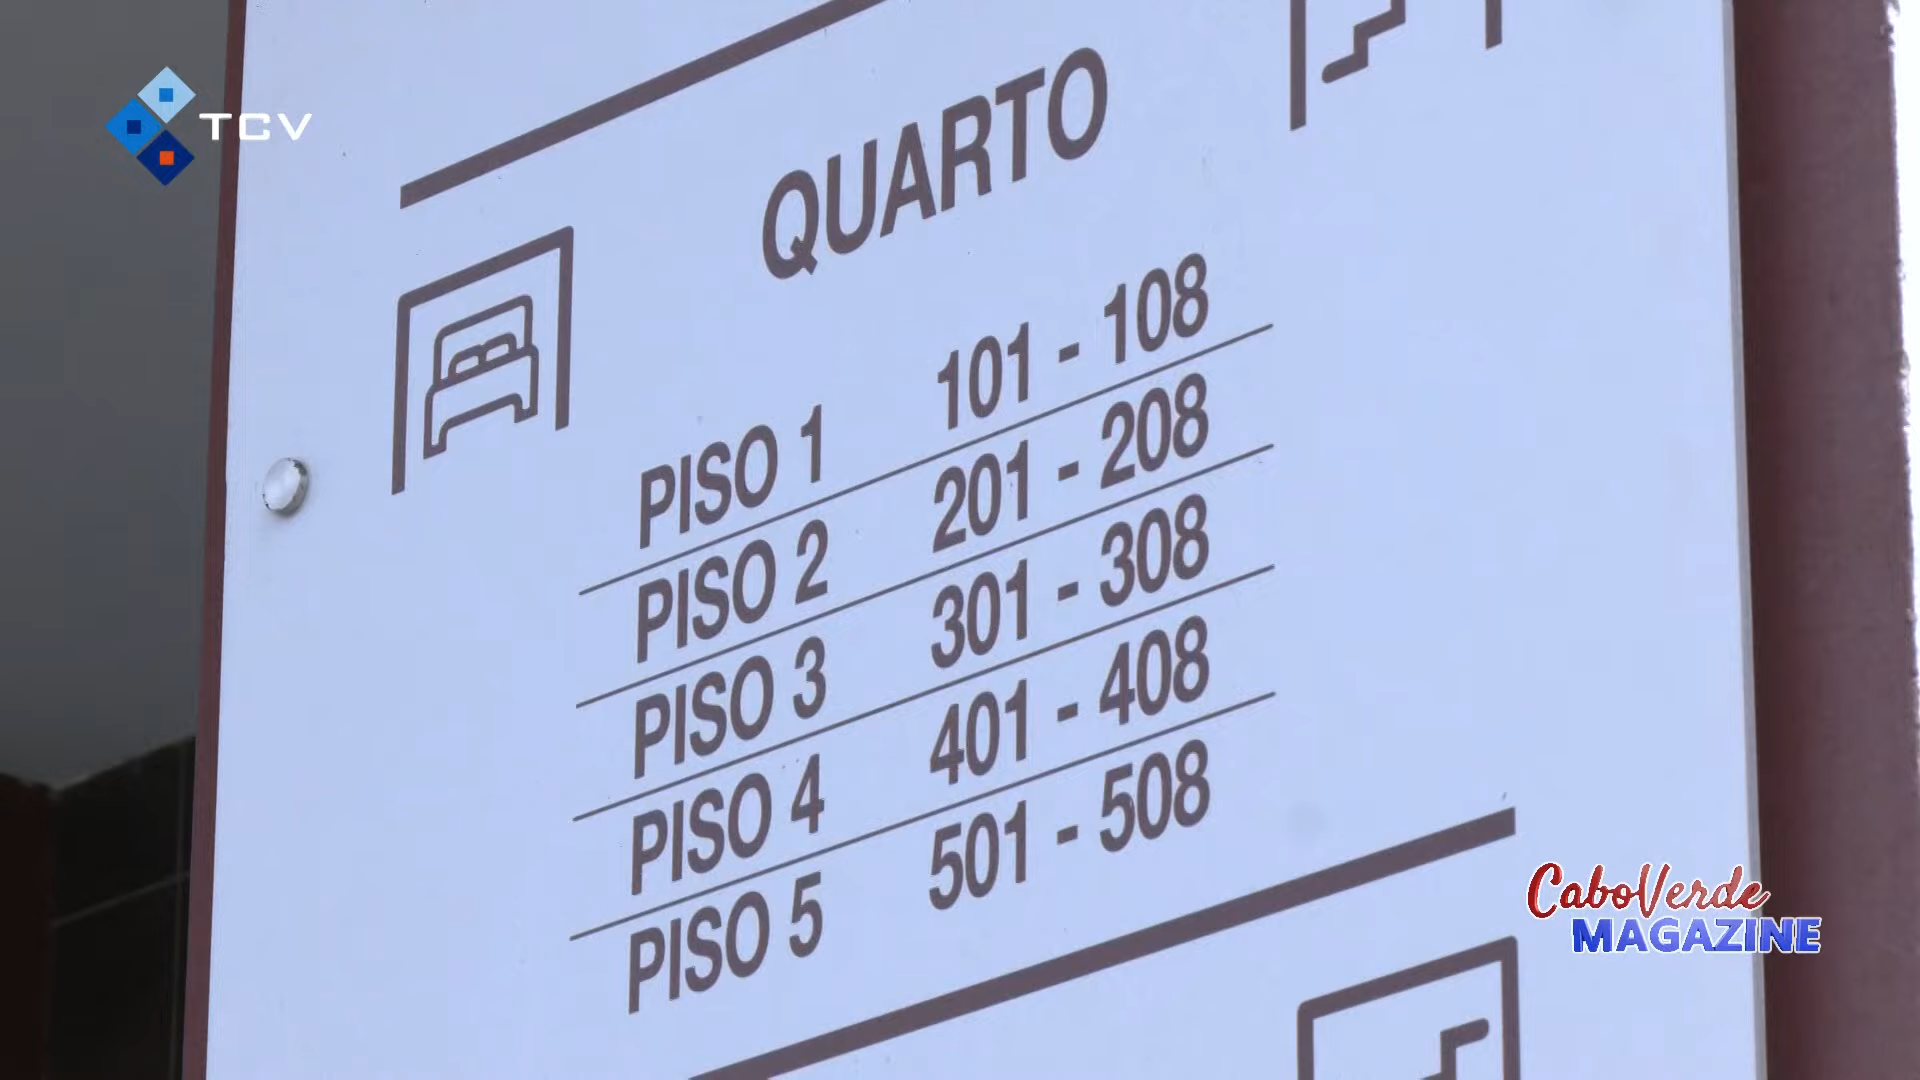 TCV
QUARTO
PISO 1 101 - 108
PISO 2 201 - 208
PISO 3 301 - 308
PISO 4 401 - 408
PISO 5 501 - 508
CaboVerde
MAGAZINE